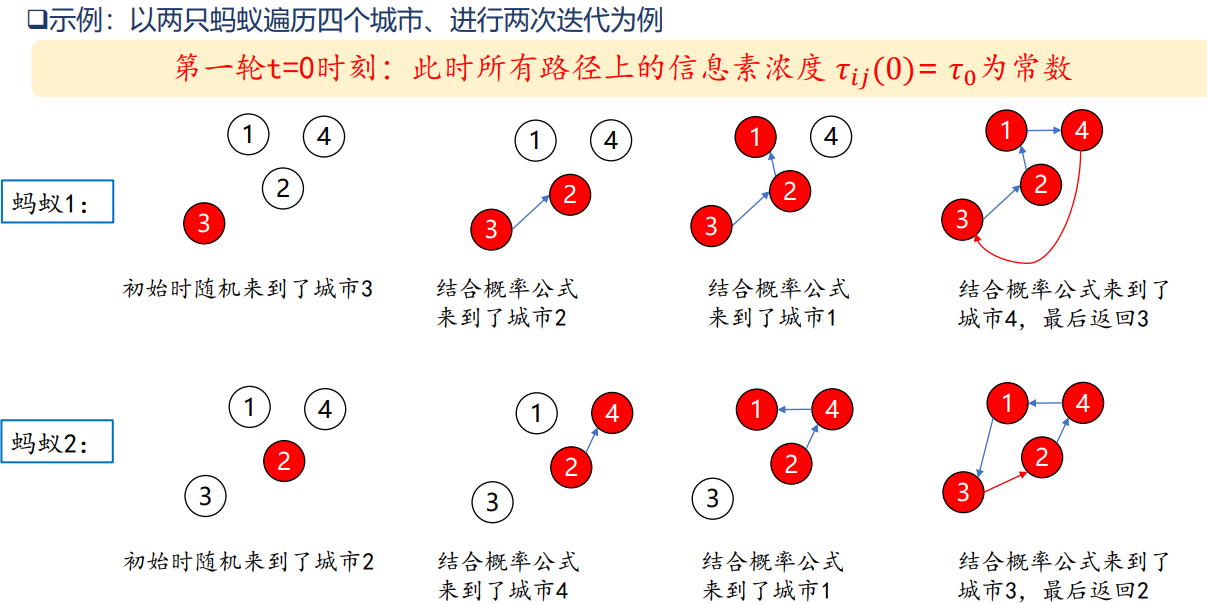 ❑示例：以两只蚂蚁遍历四个城市、进行两次迭代为例
第一轮t=0时刻：此时所有路径上的信息素浓度 τij(0)= τ0为常数
蚂蚁1：
1 4 2 3
1 4 2 3
1 4 2 3
1 4 2 3
初始时随机来到了城市3
结合概率公式
来到了城市2
结合概率公式
来到了城市1
结合概率公式来到了
城市4，最后返回3
蚂蚁2：
1 4 2 3
1 4 2 3
1 4 2 3
1 4 2 3
初始时随机来到了城市2
结合概率公式
来到了城市4
结合概率公式
来到了城市1
结合概率公式来到了
城市3，最后返回2